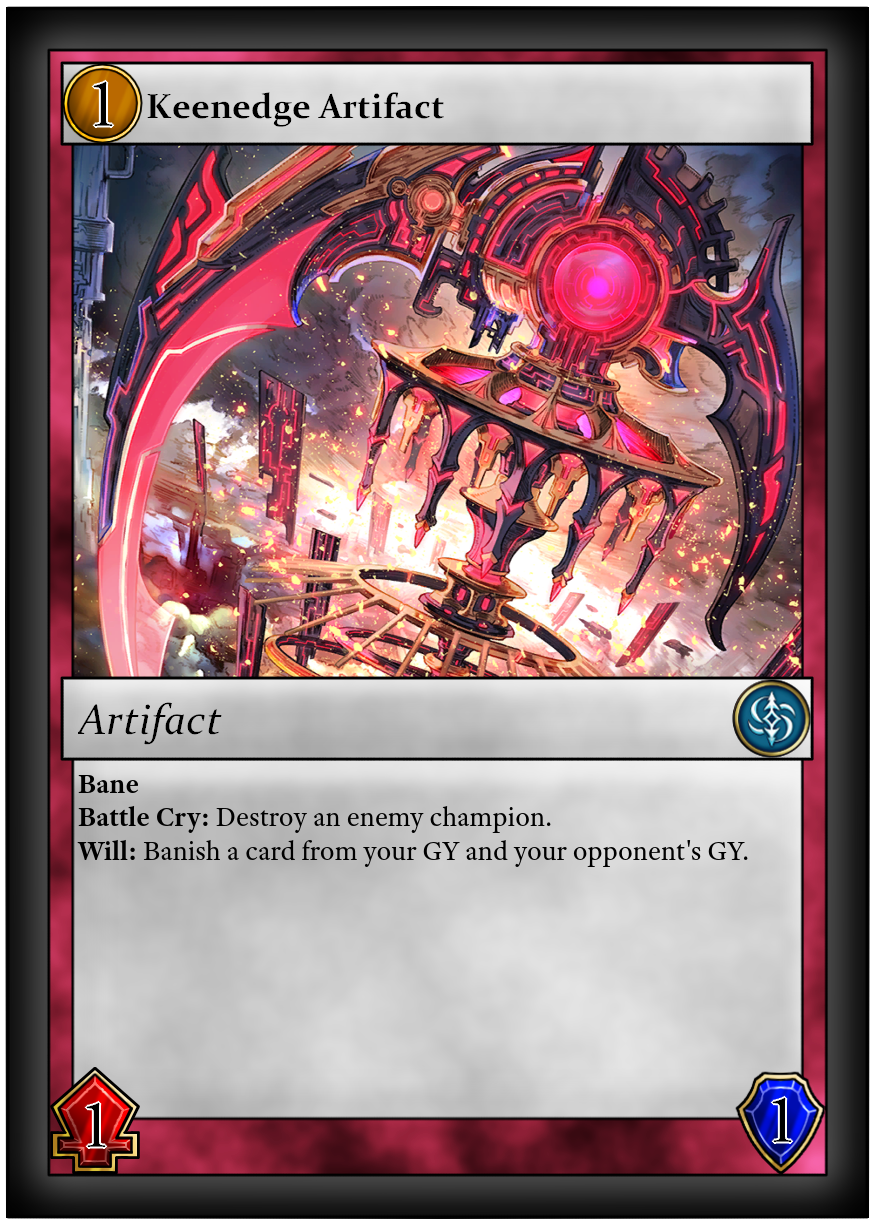 1 Keenedge Artifact
Artifact
Bane
Battle Cry: Destroy an enemy champion.
Will: Banish a card from your GY and your opponent's GY.
1 1